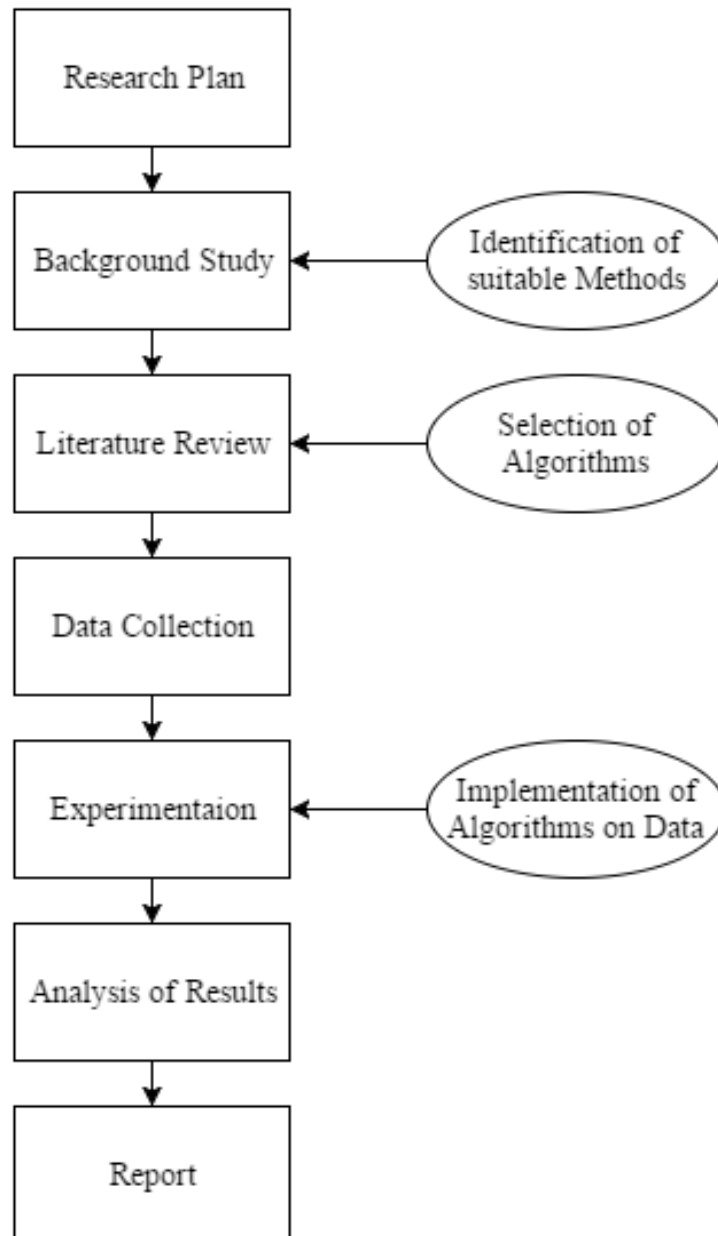 Research Plan
Background Study
Identification of
suitable Methods
Literature Review
Selection of
Algorithms
Data Collection
Experimentaion
Implementation of
Algorithms on Data
Analysis of Results
Report